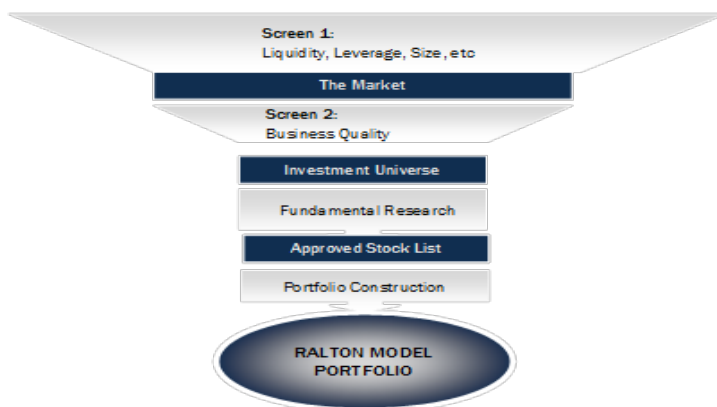 Screen 1:
Liquidity, Leverage, Size, etc
The Market
Screen 2:
Business Quality
Investment Universe
Fundamental Research
Approved Stock List
Portfolio Construction
RALTON MODEL
PORTFOLIO